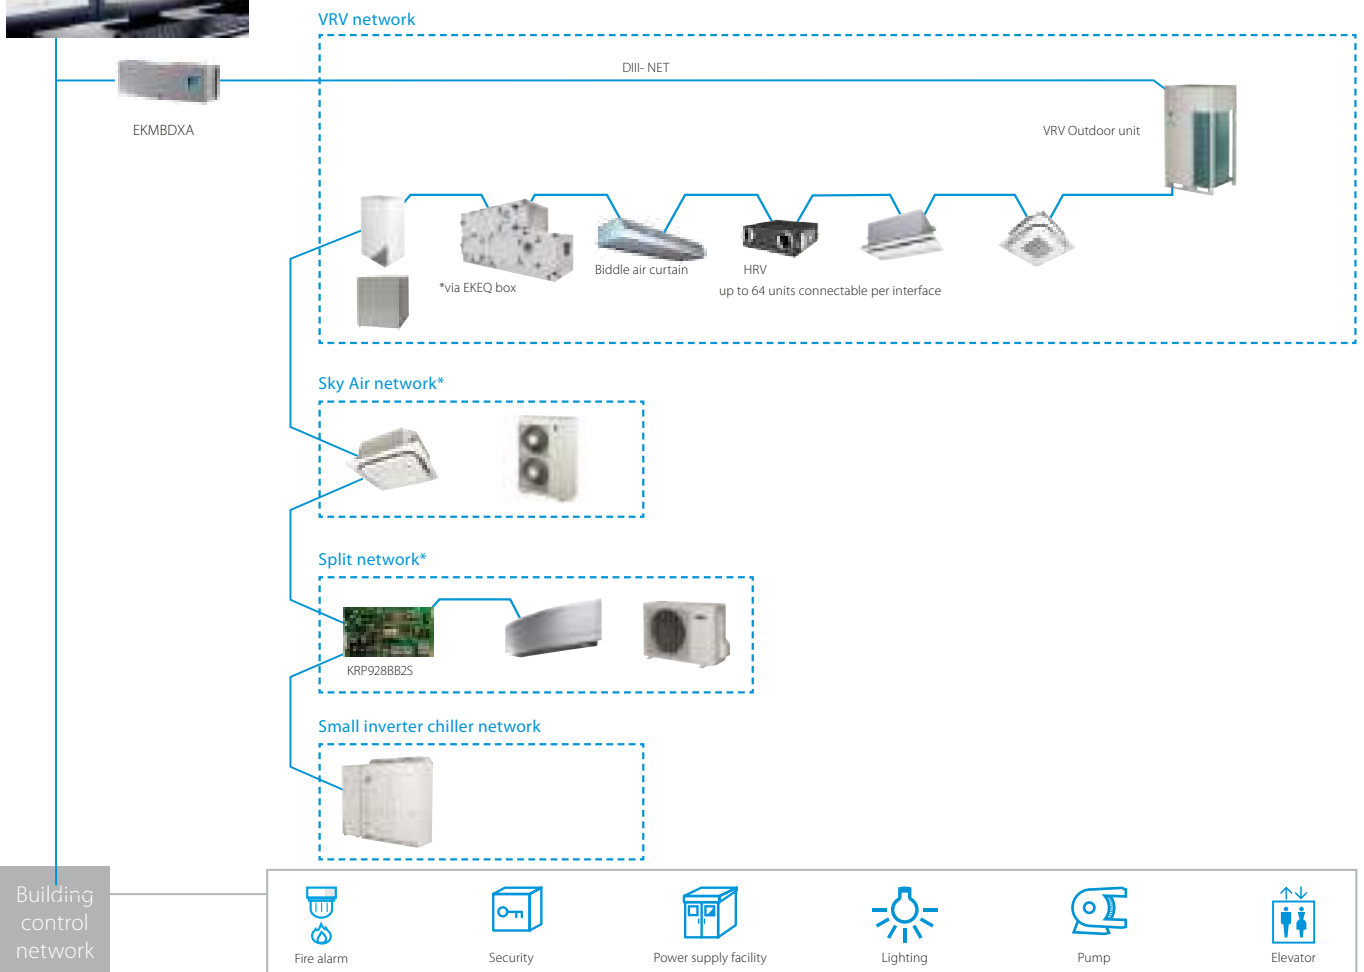 VRV network
DIII- NET
EKMBDXA
VRV Outdoor unit
*via EKEQ box
Biddle air curtain
HRV
up to 64 units connectable per interface
Sky Air network*
Split network*
KRP928BB2S
Small inverter chiller network
Building
control
network
Fire alarm
Security
Power supply facility
Lighting
Pump
Elevator